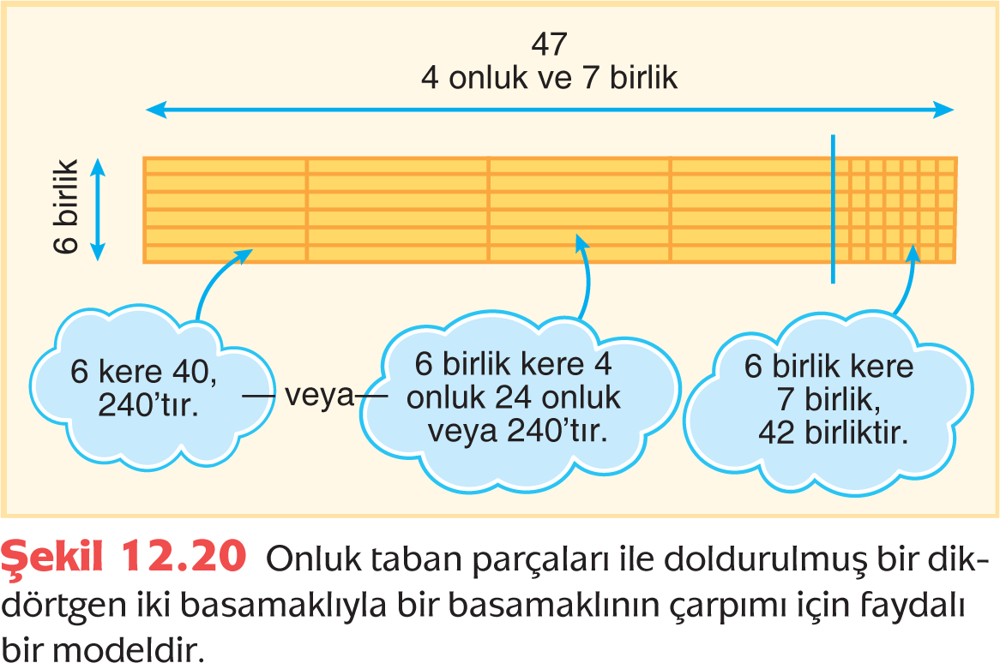 47
4 onluk ve 7 birlik
6 birlik
6 kere 40,
240’tır.
veya
6 birlik kere 4
onluk 24 onluk
veya 240’tır.
6 birlik kere
7 birlik,
42 birliktir.
Şekil 12.20 Onluk taban parçaları ile doldurulmuş bir dik-
dörtgen iki basamaklıyla bir basamaklının çarpımı için faydalı
bir modeldir.